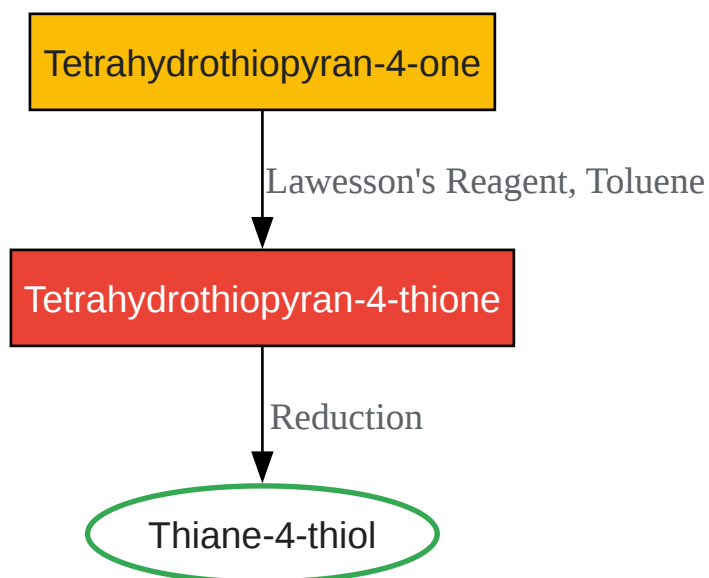 Tetrahydrothiopyran-4-one
Lawesson's Reagent, Toluene
Tetrahydrothiopyran-4-thione
Reduction
Thiane-4-thiol